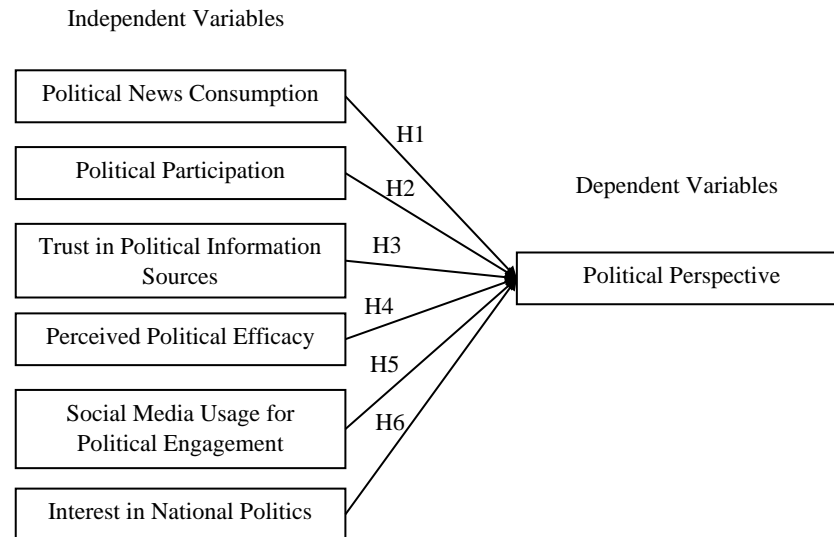 Independent Variables
Political News Consumption
H1
Political Participation
H2
Dependent Variables
Trust in Political Information
Sources
H3
Political Perspective
H4
Perceived Political Efficacy
H5
Social Media Usage for
Political Engagement
H6
Interest in National Politics